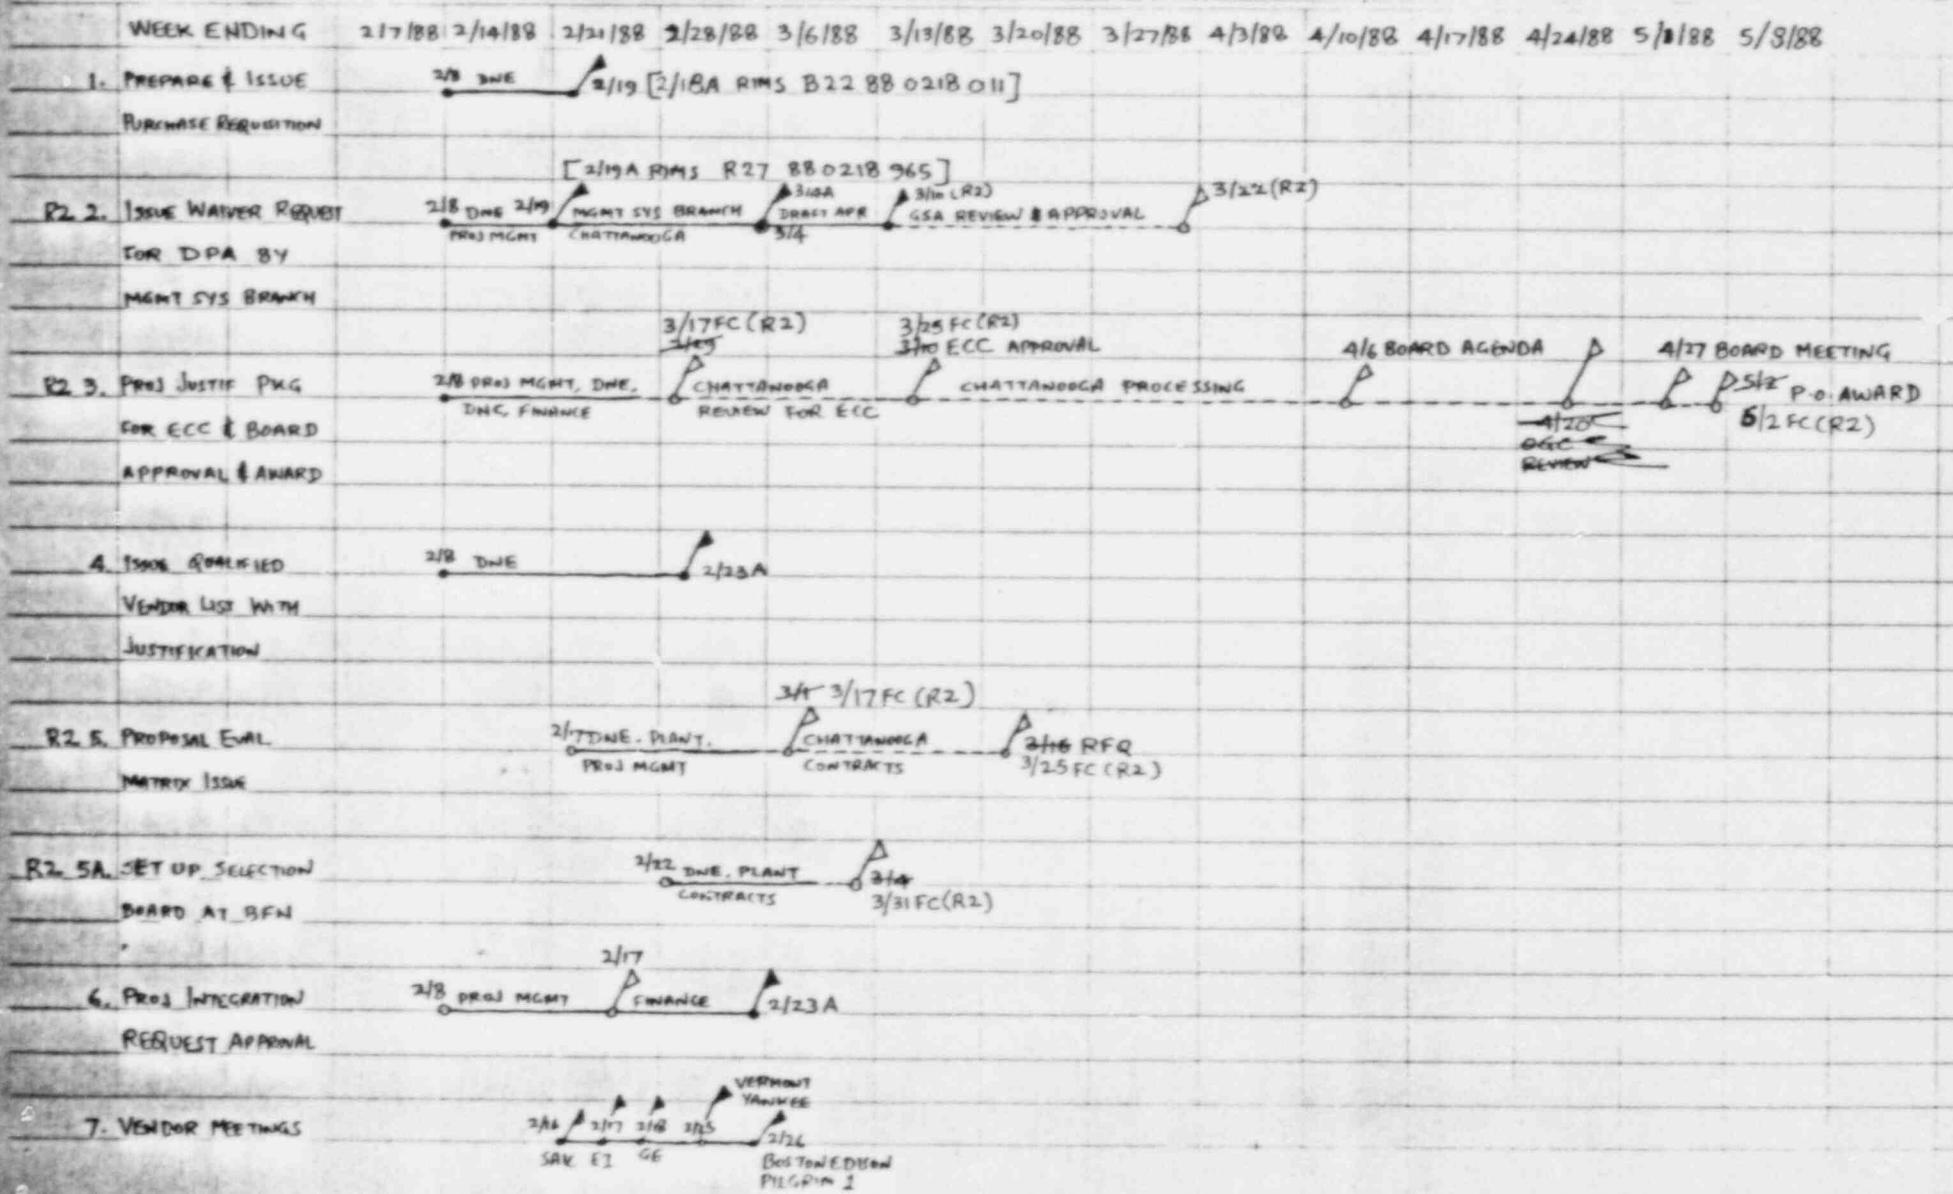 WEEK ENDING 2/7/88 2/14/88 2/21/88 2/28/88 3/6/88 3/13/88 3/20/88 3/27/88 4/3/88 4/10/88 4/17/88 4/24/88 5/1/88 5/8/88
1. PREPARE & ISSUE 2/8 DNE 2/19 [2/18A RIMS B22 88 0218 011]
PURCHASE REQUISITION
[2/19A RIMS R27 880218 965]
R2 2. ISSUE WAIVER REQUEST 2/8 DNE 2/19 MGMT SYS BRANCH DRAFT APR 3/10 (R2) GSA REVIEW & APPROVAL 3/22 (R2)
PROJ MGMT CHATTANOOGA 3/4
FOR DPA BY
MGMT SYS BRANCH
3/17 FC (R2) 3/25 FC (R2)
3/10 ECC APPROVAL 4/6 BOARD AGENDA 4/27 BOARD MEETING
R2 3. PROJ JUSTIF PKG 2/8 PROJ MGMT, DNE, CHATTANOOGA CHATTANOOGA PROCESSING 5/2 P.O. AWARD
DNC, FINANCE REVIEW FOR ECC 4/20 5/2 FC (R2)
FOR ECC & BOARD OGC
REVIEW
APPROVAL & AWARD
4. ISSUE QUALIFIED 2/8 DNE 2/23A
VENDOR LIST WITH
JUSTIFICATION
3/17 FC (R2)
R2 5. PROPOSAL EVAL 2/17 DNE. PLANT. CHATTANOOGA RFQ
PROJ MGMT CONTRACTS 3/25 FC (R2)
MATRIX ISSUE
R2 5A. SET UP SELECTION 2/22 DNE. PLANT
CONTRACTS 3/31 FC (R2)
BOARD AT BFN
2/17
6. PROJ INTEGRATION 2/8 PROJ MGMT FINANCE 2/23A
REQUEST APPROVAL
VERMONT
YANKEE
7. VENDOR MEETINGS 2/16 2/17 2/18 2/25 2/26
EI GE BOSTON EDISON
PILGRIM 1